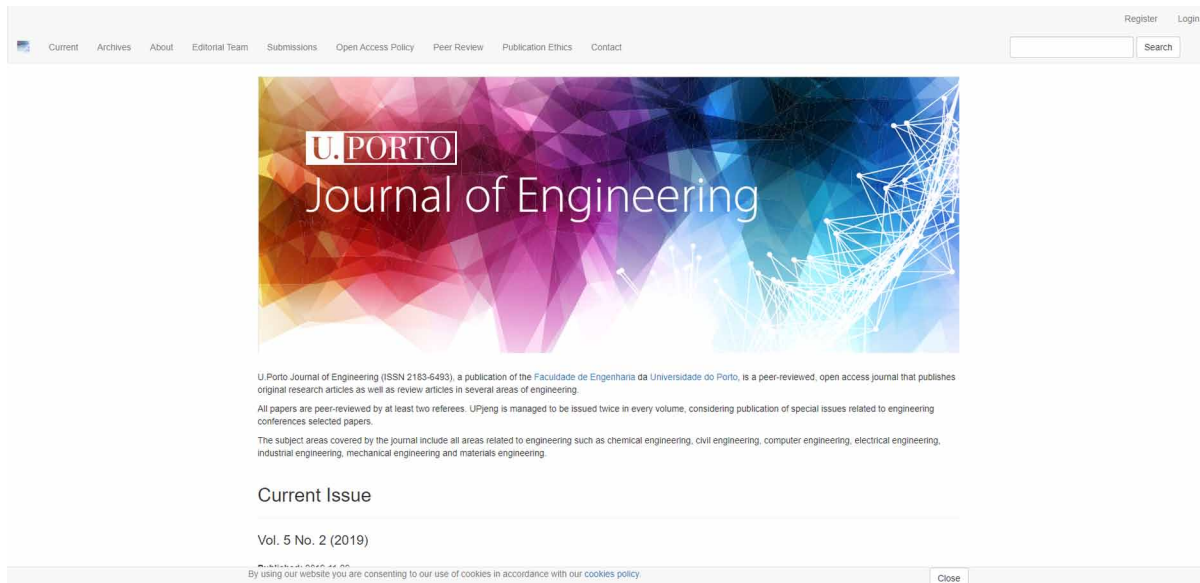 Register Login
Current Archives About Editorial Team Submissions Open Access Policy Peer Review Publication Ethics Contact Search
U. PORTO
Journal of Engineering
U.Porto Journal of Engineering (ISSN 2183-6493), a publication of the Faculdade de Engenharia da Universidade do Porto, is a peer-reviewed, open access journal that publishes
original research articles as well as review articles in several areas of engineering.
All papers are peer-reviewed by at least two referees. UPjeng is managed to be issued twice in every volume, considering publication of special issues related to engineering
conferences selected papers.
The subject areas covered by the journal include all areas related to engineering such as chemical engineering, civil engineering, computer engineering, electrical engineering,
industrial engineering, mechanical engineering and materials engineering.
Current Issue
Vol. 5 No. 2 (2019)
By using our website you are consenting to our use of cookies in accordance with our cookies policy.
Close